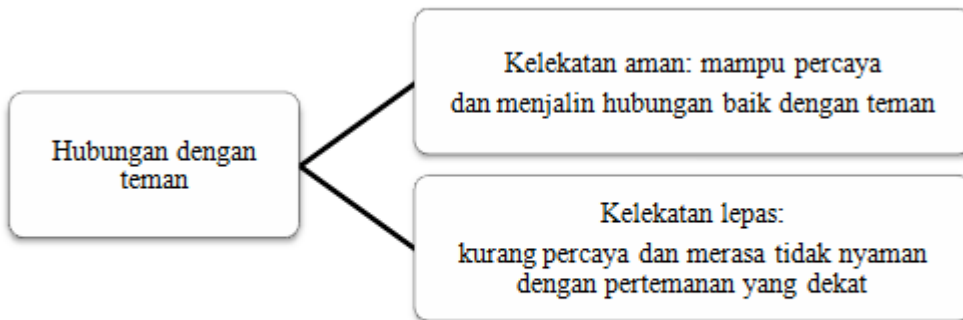 Hubungan dengan
teman
Kelekatan aman: mampu percaya
dan menjalin hubungan baik dengan teman
Kelekatan lepas:
kurang percaya dan merasa tidak nyaman
dengan pertemanan yang dekat